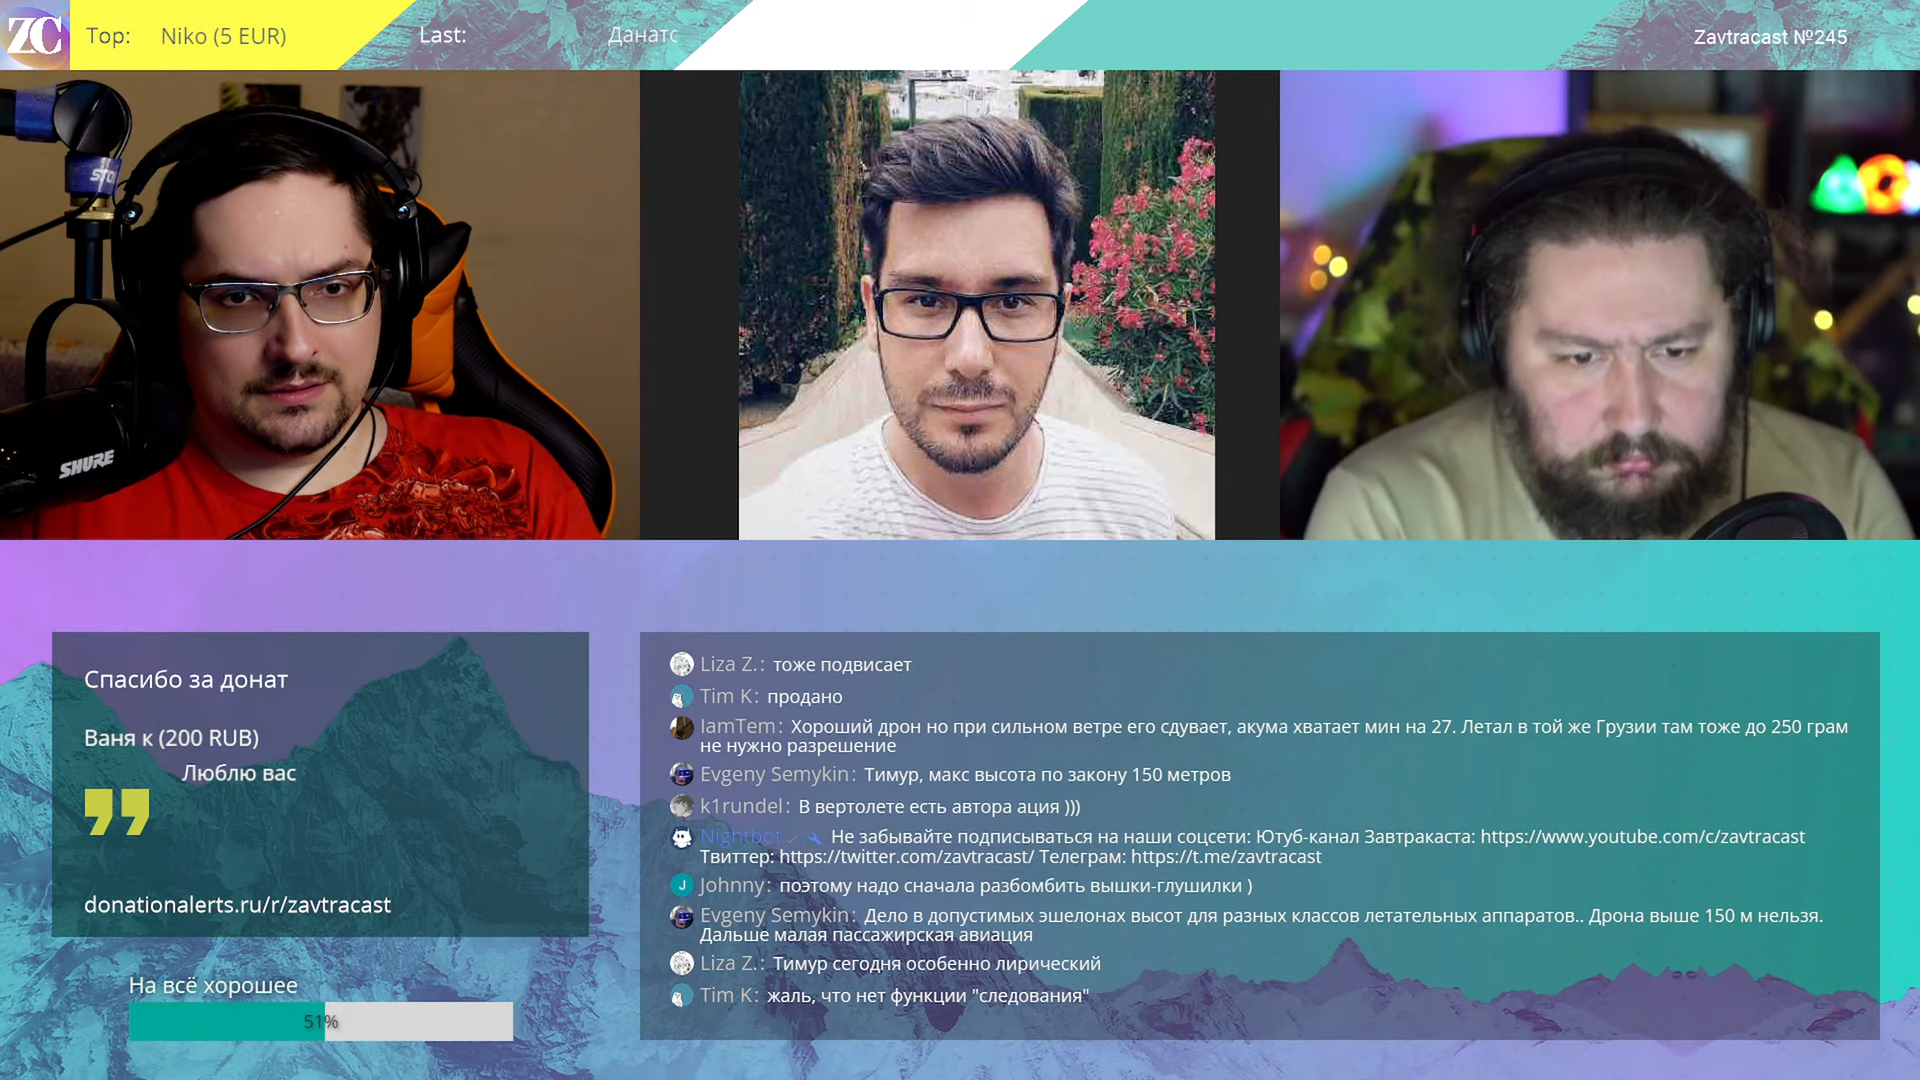 ZC
Top: Niko (5 EUR)
Last:
Данатс
Zavtracast №245
STO
SHURE
Спасибо за донат
Ваня к (200 RUB)
Люблю вас
donationalerts.ru/r/zavtracast
На всё хорошее
51%
Liza Z.: тоже подвисает
Tim K: продано
IamTem: Хороший дрон но при сильном ветре его сдувает, акума хватает мин на 27. Летал в той же Грузии там тоже до 250 грам
не нужно разрешение
Evgeny Semykin: Тимур, макс высота по закону 150 метров
k1rundel: В вертолете есть автора ация )))
Nightbot : Не забывайте подписываться на наши соцсети: Ютуб-канал Завтракаста: https://www.youtube.com/c/zavtracast
Твиттер: https://twitter.com/zavtracast/ Телеграм: https://t.me/zavtracast
J
Johnny: поэтому надо сначала разбомбить вышки-глушилки )
Evgeny Semykin: Дело в допустимых эшелонах высот для разных классов летательных аппаратов.. Дрона выше 150 м нельзя.
Дальше малая пассажирская авиация
Liza Z.: Тимур сегодня особенно лирический
Tim K: жаль, что нет функции "следования"